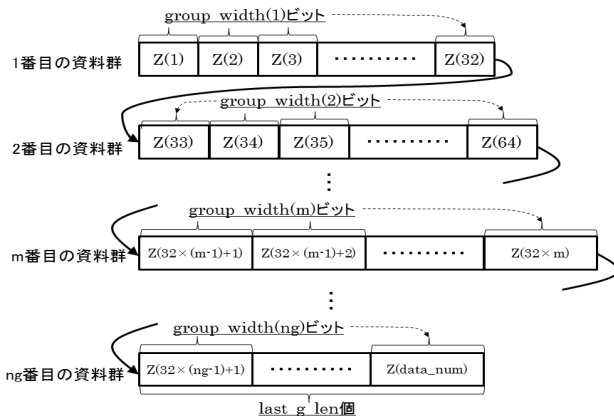 group_width(1)ビット
1番目の資料群 Z(1) Z(2) Z(3) ・・・・・・・・・・ Z(32)
group_width(2)ビット
2番目の資料群 Z(33) Z(34) Z(35) ・・・・・・・・・・ Z(64)
⋮
group_width(m)ビット
m番目の資料群 Z(32×(m-1)+1) Z(32×(m-1)+2) ・・・・・・・・・・ Z(32×m)
⋮
group_width(ng)ビット
ng番目の資料群 Z(32×(ng-1)+1) ・・・・・・・・・・ Z(data_num)
last_g_len個